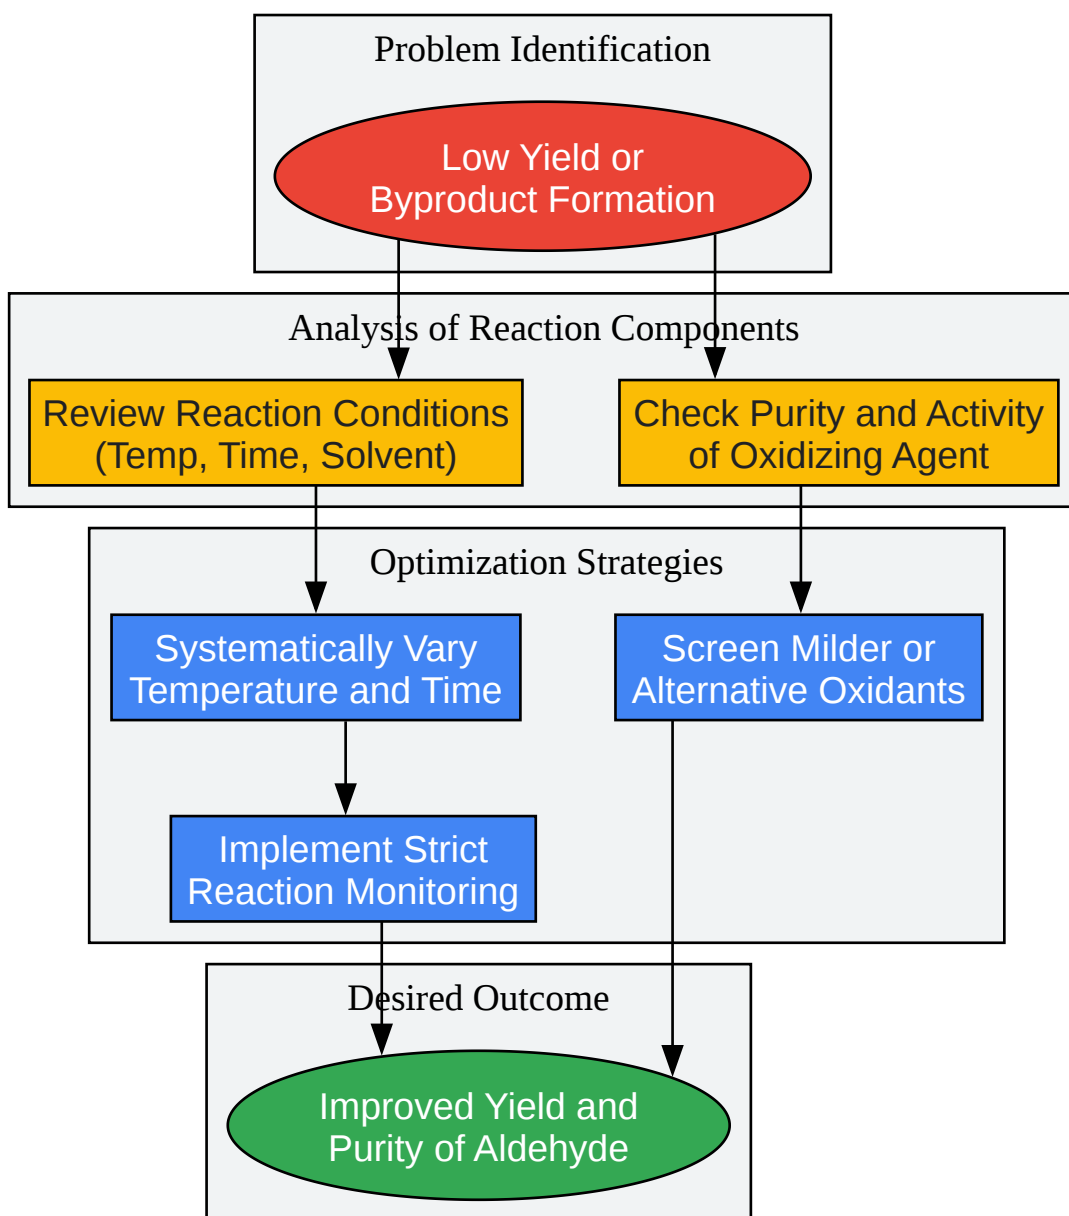 Problem Identification
Low Yield or
Byproduct Formation
Analysis of Reaction Components
Review Reaction Conditions
(Temp, Time, Solvent)
Check Purity and Activity
of Oxidizing Agent
Optimization Strategies
Systematically Vary
Temperature and Time
Screen Milder or
Alternative Oxidants
Implement Strict
Reaction Monitoring
Desired Outcome
Improved Yield and
Purity of Aldehyde